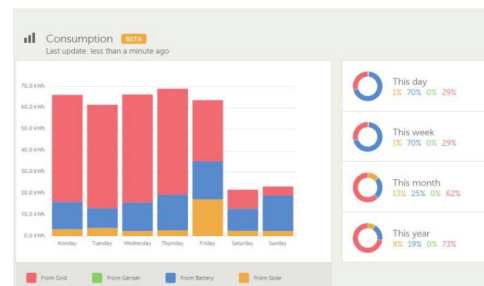 Consumption BETA
Last update: less than a minute ago
70.0 kWh
60.0 kWh
50.0 kWh
40.0 kWh
30.0 kWh
20.0 kWh
10.0 kWh
0.0 kWh
Monday Tuesday Wednesday Thursday Friday Saturday Sunday
From Grid From Genset From Battery From Solar
This day
1% 70% 0% 29%
This week
1% 70% 0% 29%
This month
13% 25% 0% 62%
This year
8% 19% 0% 73%